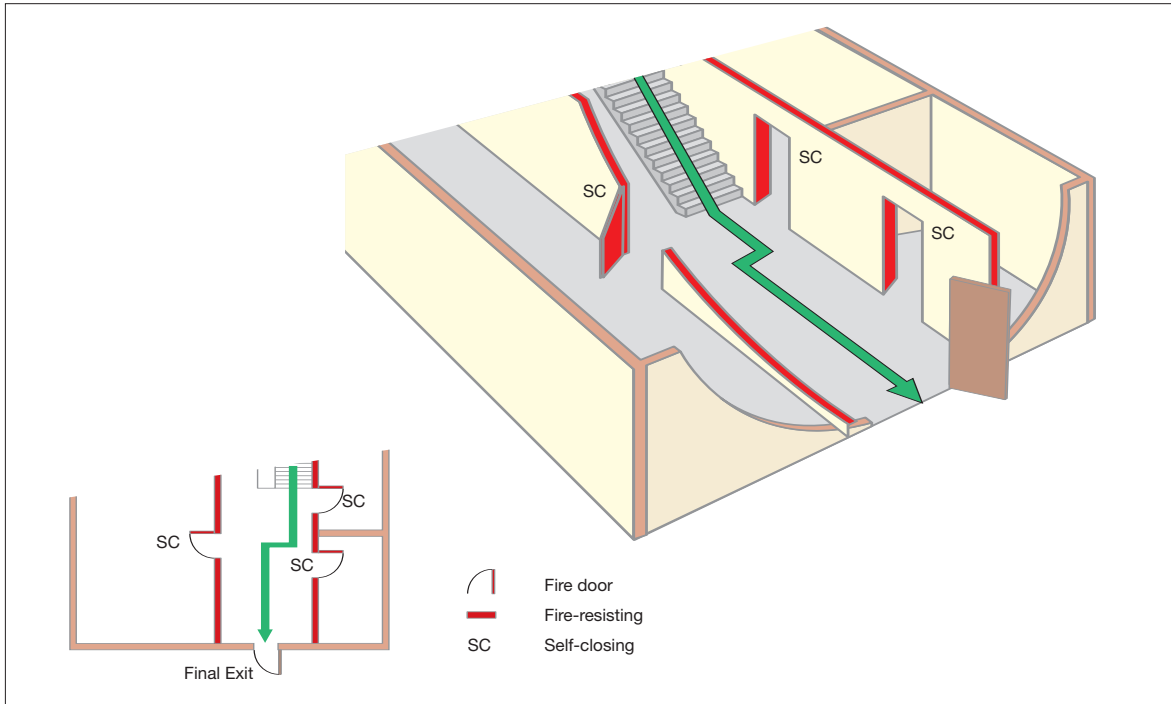 SC
SC
SC
SC
SC
SC
Final Exit
Fire door
Fire-resisting
SC Self-closing